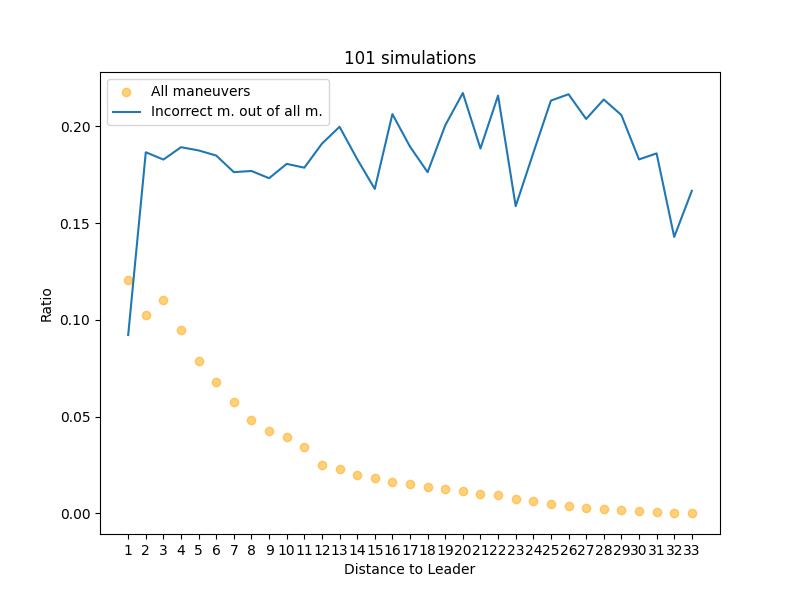 101 simulations
All maneuvers
Incorrect m. out of all m.
0.20
0.15
0.10
0.05
0.00
Ratio
1 2 3 4 5 6 7 8 9 10 11 12 13 14 15 16 17 18 19 20 21 22 23 24 25 26 27 28 29 30 31 32 33
Distance to Leader